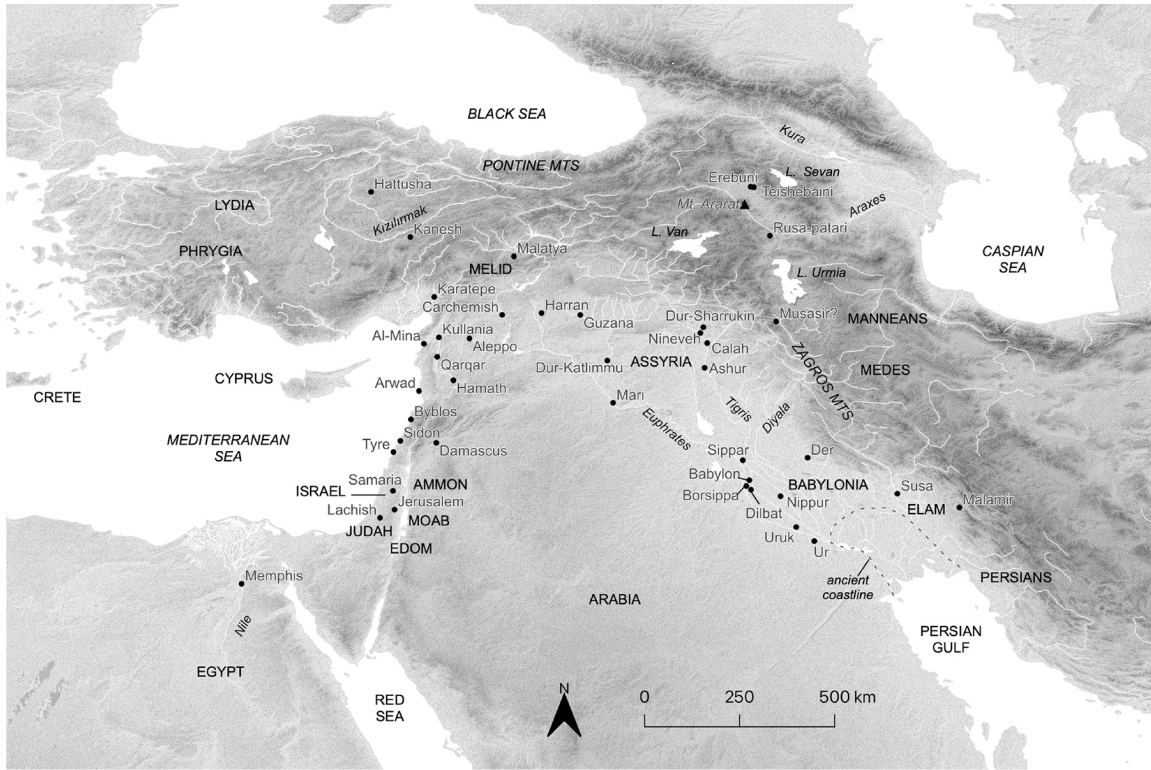 BLACK SEA
Kura
PONTINE MTS
L. Sevan
Erebuni
Teishebaini
Hattusha
LYDIA
Mt. Ararat
Araxes
Kızılırmak
Kanesh
Rusa-patari
L. Van
PHRYGIA
Malatya
CASPIAN
SEA
MELID
L. Urmia
Karatepe
Carchemish
Harran
Guzana
Dur-Sharrukin
Musasir?
MANNEANS
Al-Mina
Kullania
Aleppo
Nineveh
Calah
ZAGROS MTS
Qarqar
Dur-Katlimmu
ASSYRIA
Ashur
MEDES
CYPRUS
Arwad
Hamath
CRETE
Mari
Tigris
Diyala
Byblos
Euphrates
MEDITERRANEAN
SEA
Sidon
Tyre
Damascus
Sippar
Der
Babylon
Samaria
AMMON
BABYLONIA
Susa
ISRAEL
Borsippa
Nippur
Malamir
Jerusalem
Dilbat
Lachish
ELAM
MOAB
JUDAH
Uruk
EDOM
Ur
Memphis
ancient
coastline
PERSIANS
ARABIA
Nile
PERSIAN
GULF
EGYPT
N
RED
SEA
0 250 500 km